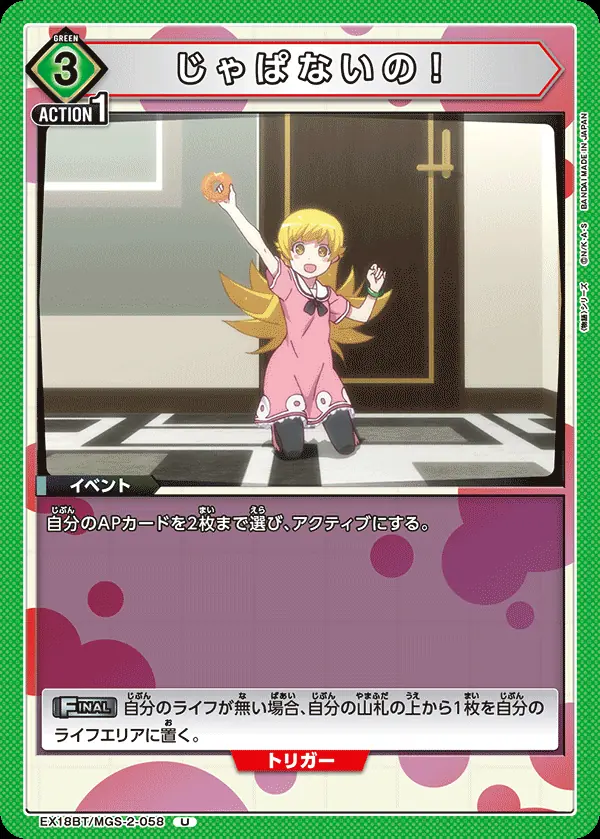 GREEN
3
じゃぱないの！
ACTION 1
BANDAI MADE IN JAPAN
©N/K・A・S
〈物語〉シリーズ
イベント
自分のAPカードを2枚まで選び、アクティブにする。
FINAL 自分のライフが無い場合、自分の山札の上から1枚を自分の
ライフエリアに置く。
トリガー
EX18BT/MGS-2-058 U